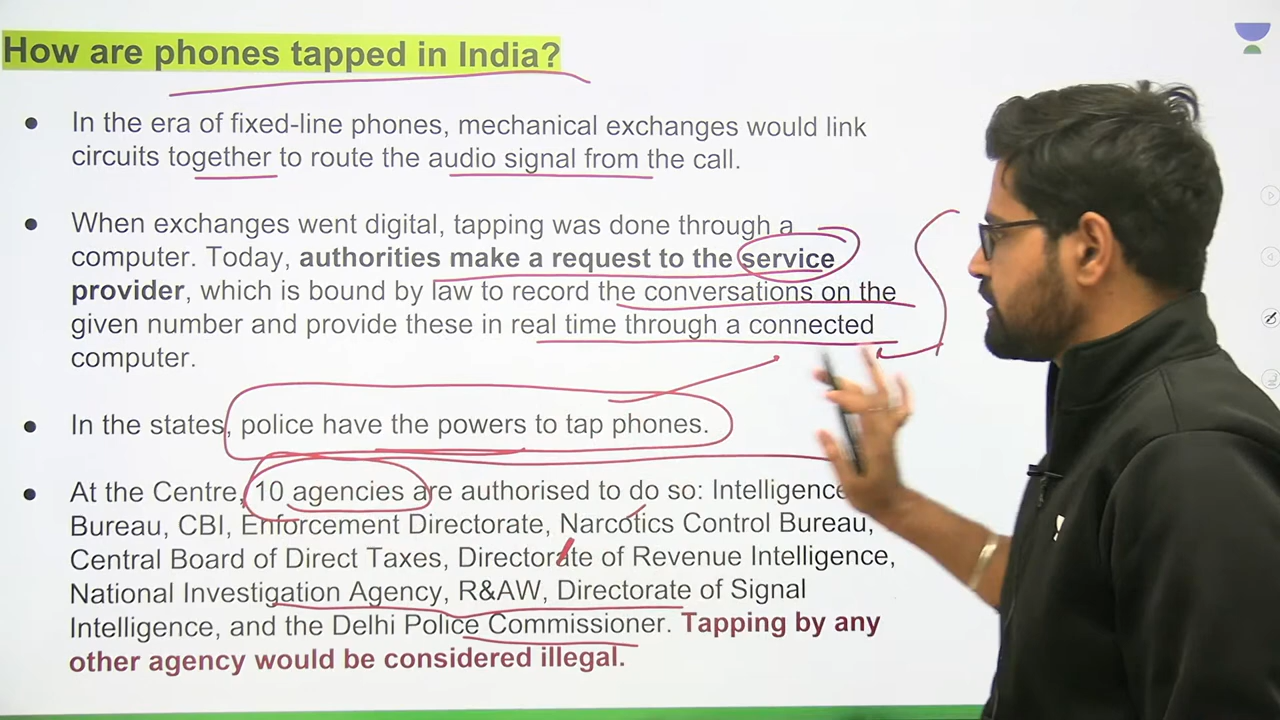 How are phones tapped in India?
● In the era of fixed-line phones, mechanical exchanges would link
circuits together to route the audio signal from the call.
● When exchanges went digital, tapping was done through a
computer. Today, authorities make a request to the service
provider, which is bound by law to record the conversations on the
given number and provide these in real time through a connected
computer.
● In the states, police have the powers to tap phones.
● At the Centre, 10 agencies are authorised to do so: Intelligence
Bureau, CBI, Enforcement Directorate, Narcotics Control Bureau,
Central Board of Direct Taxes, Directorate of Revenue Intelligence,
National Investigation Agency, R&AW, Directorate of Signal
Intelligence, and the Delhi Police Commissioner. Tapping by any
other agency would be considered illegal.